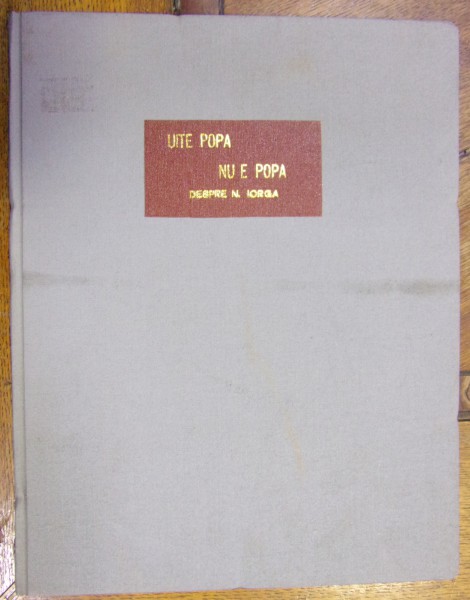 UITE POPA
NU E POPA
DESPRE N. IORGA